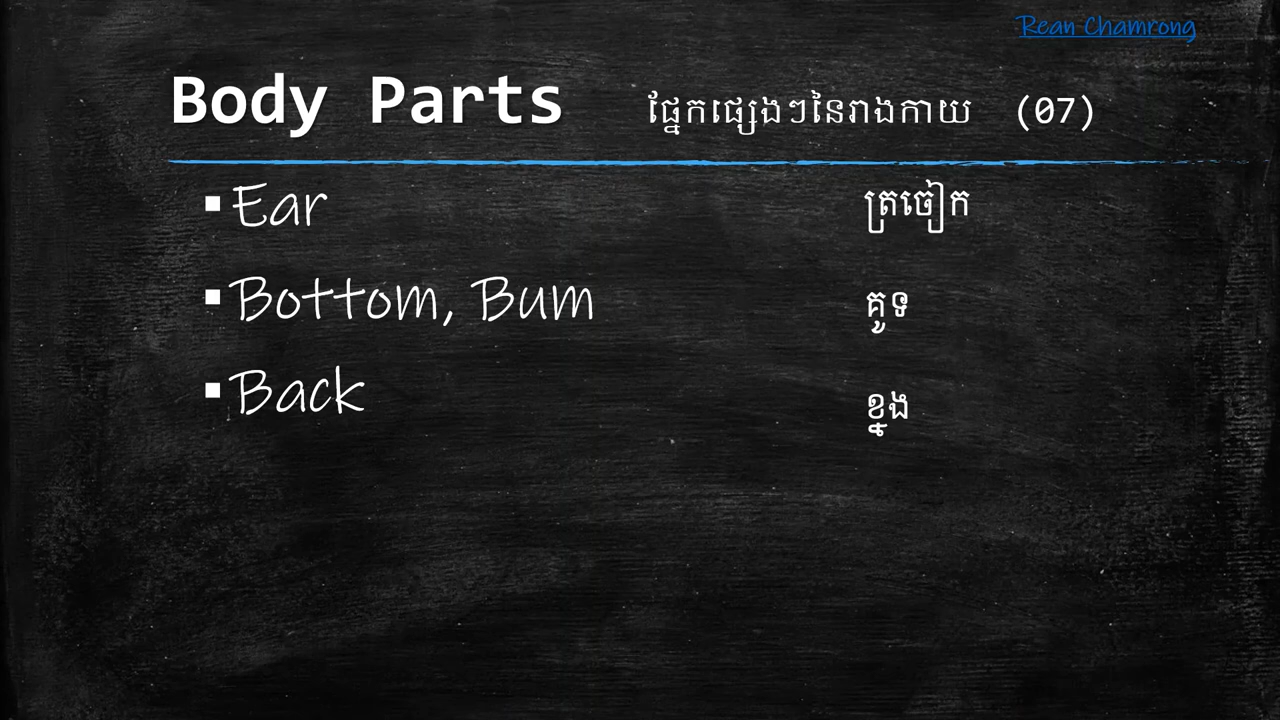 Rean Chamrong
Body Parts ផ្នែកផ្សេងៗនៃរាងកាយ (07)
▪ Ear ត្រចៀក
▪ Bottom, Bum គូទ
▪ Back ខ្នង